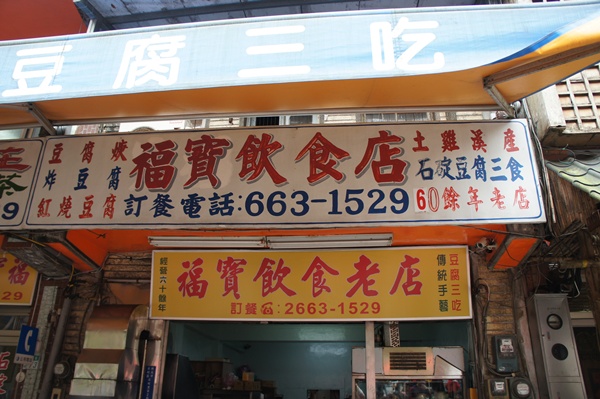 豆腐三吃
豆腐焿
炸豆腐
紅燒豆腐
福寶飲食店
訂餐電話:663-1529
土雞溪産
石碇豆腐三食
60餘年老店
經營六十餘年
福寶飲食老店
訂餐☎:2663-1529
豆腐三吃
傳統手藝